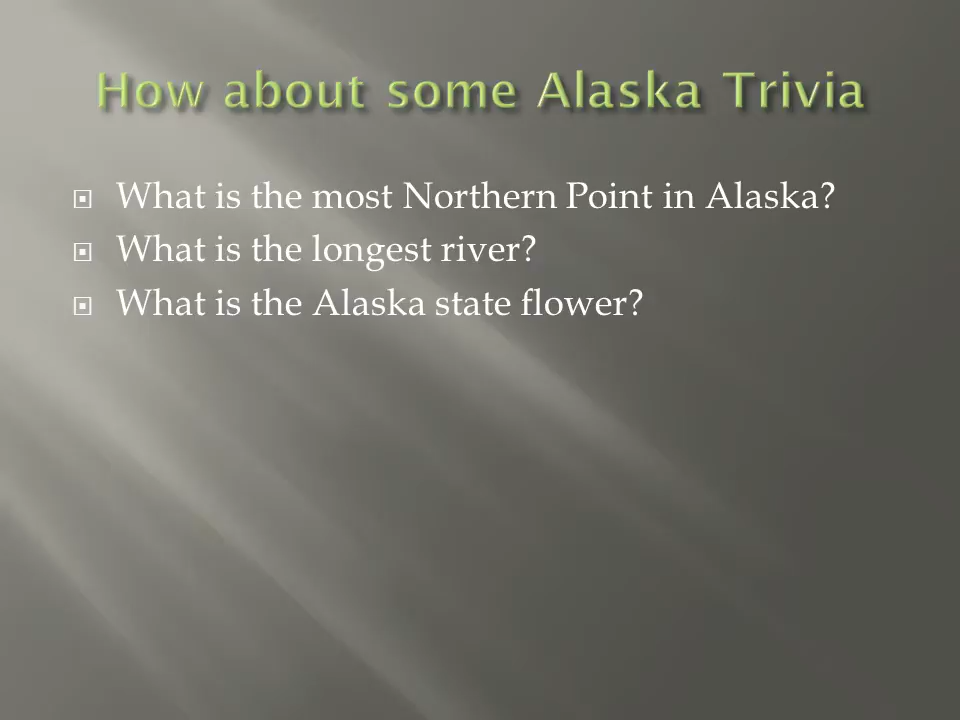 How about some Alaska Trivia
What is the most Northern Point in Alaska?
What is the longest river?
What is the Alaska state flower?